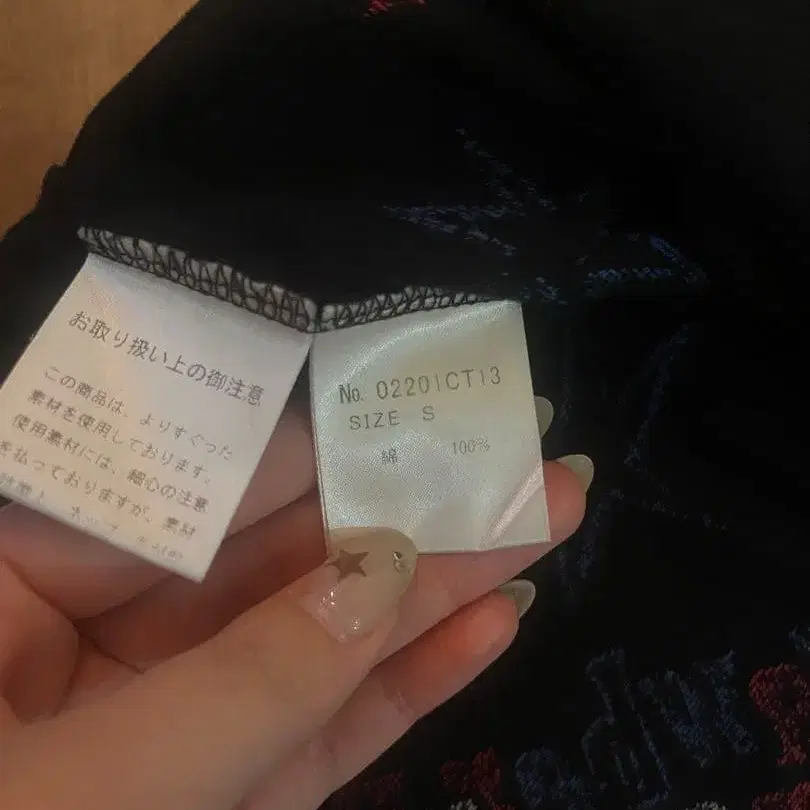 お取り扱い上の御注意
この商品は、よりすぐった
素材を使用しております。
使用素材には、細心の注意
を払っておりますが、素材
No. 02201CT13
SIZE S
綿 100%